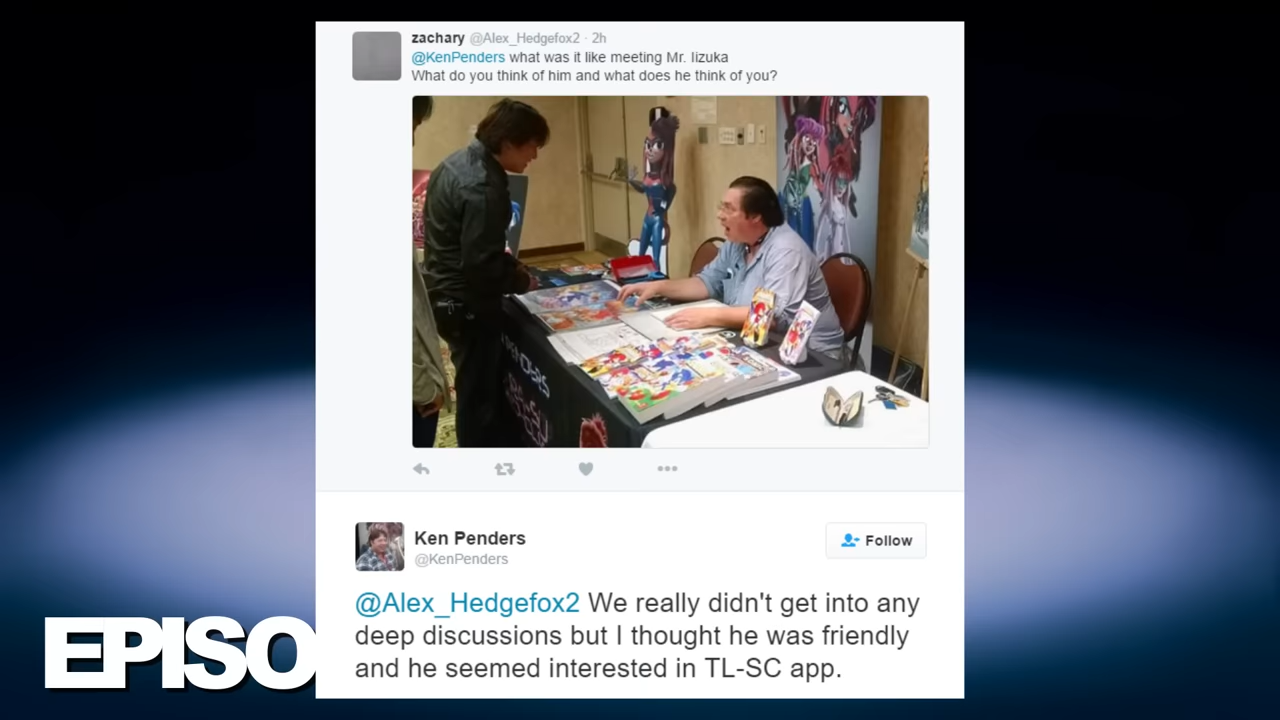 zachary @Alex_Hedgefox2 · 2h
@KenPenders what was it like meeting Mr. Iizuka
What do you think of him and what does he think of you?
Ken Penders
@KenPenders
Follow
@Alex_Hedgefox2 We really didn't get into any
deep discussions but I thought he was friendly
and he seemed interested in TL-SC app.
EPISO